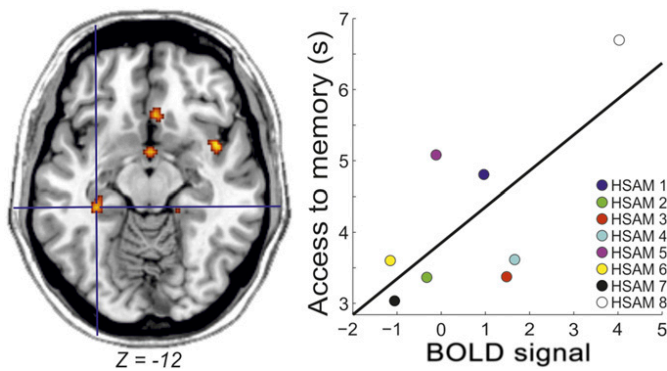 Z = -12
Access to memory (s)
7
6
5
4
3
-2
-1
0
1
2
3
4
5
BOLD signal
HSAM 1
HSAM 2
HSAM 3
HSAM 4
HSAM 5
HSAM 6
HSAM 7
HSAM 8